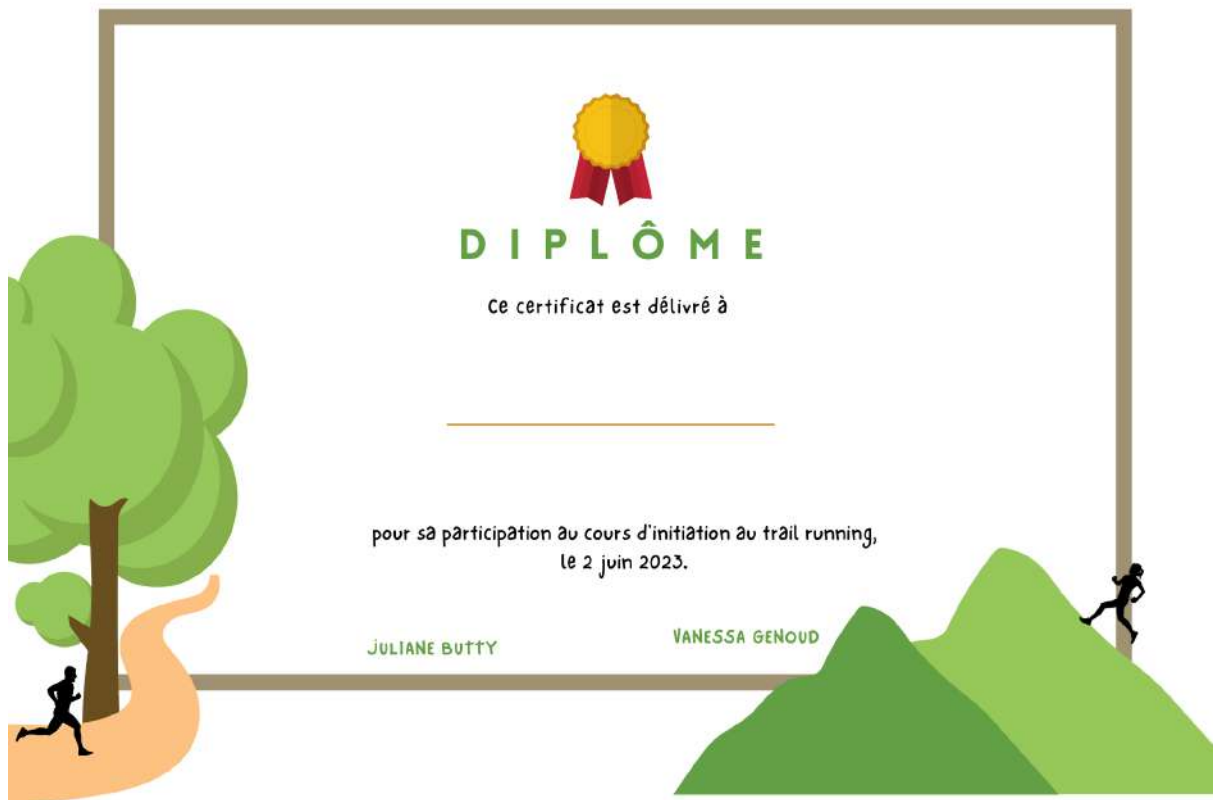 DIPLÔME
Ce certificat est délivré à
pour sa participation au cours d'initiation au trail running,
le 2 juin 2023.
JULIANE BUTTY
VANESSA GENOUD